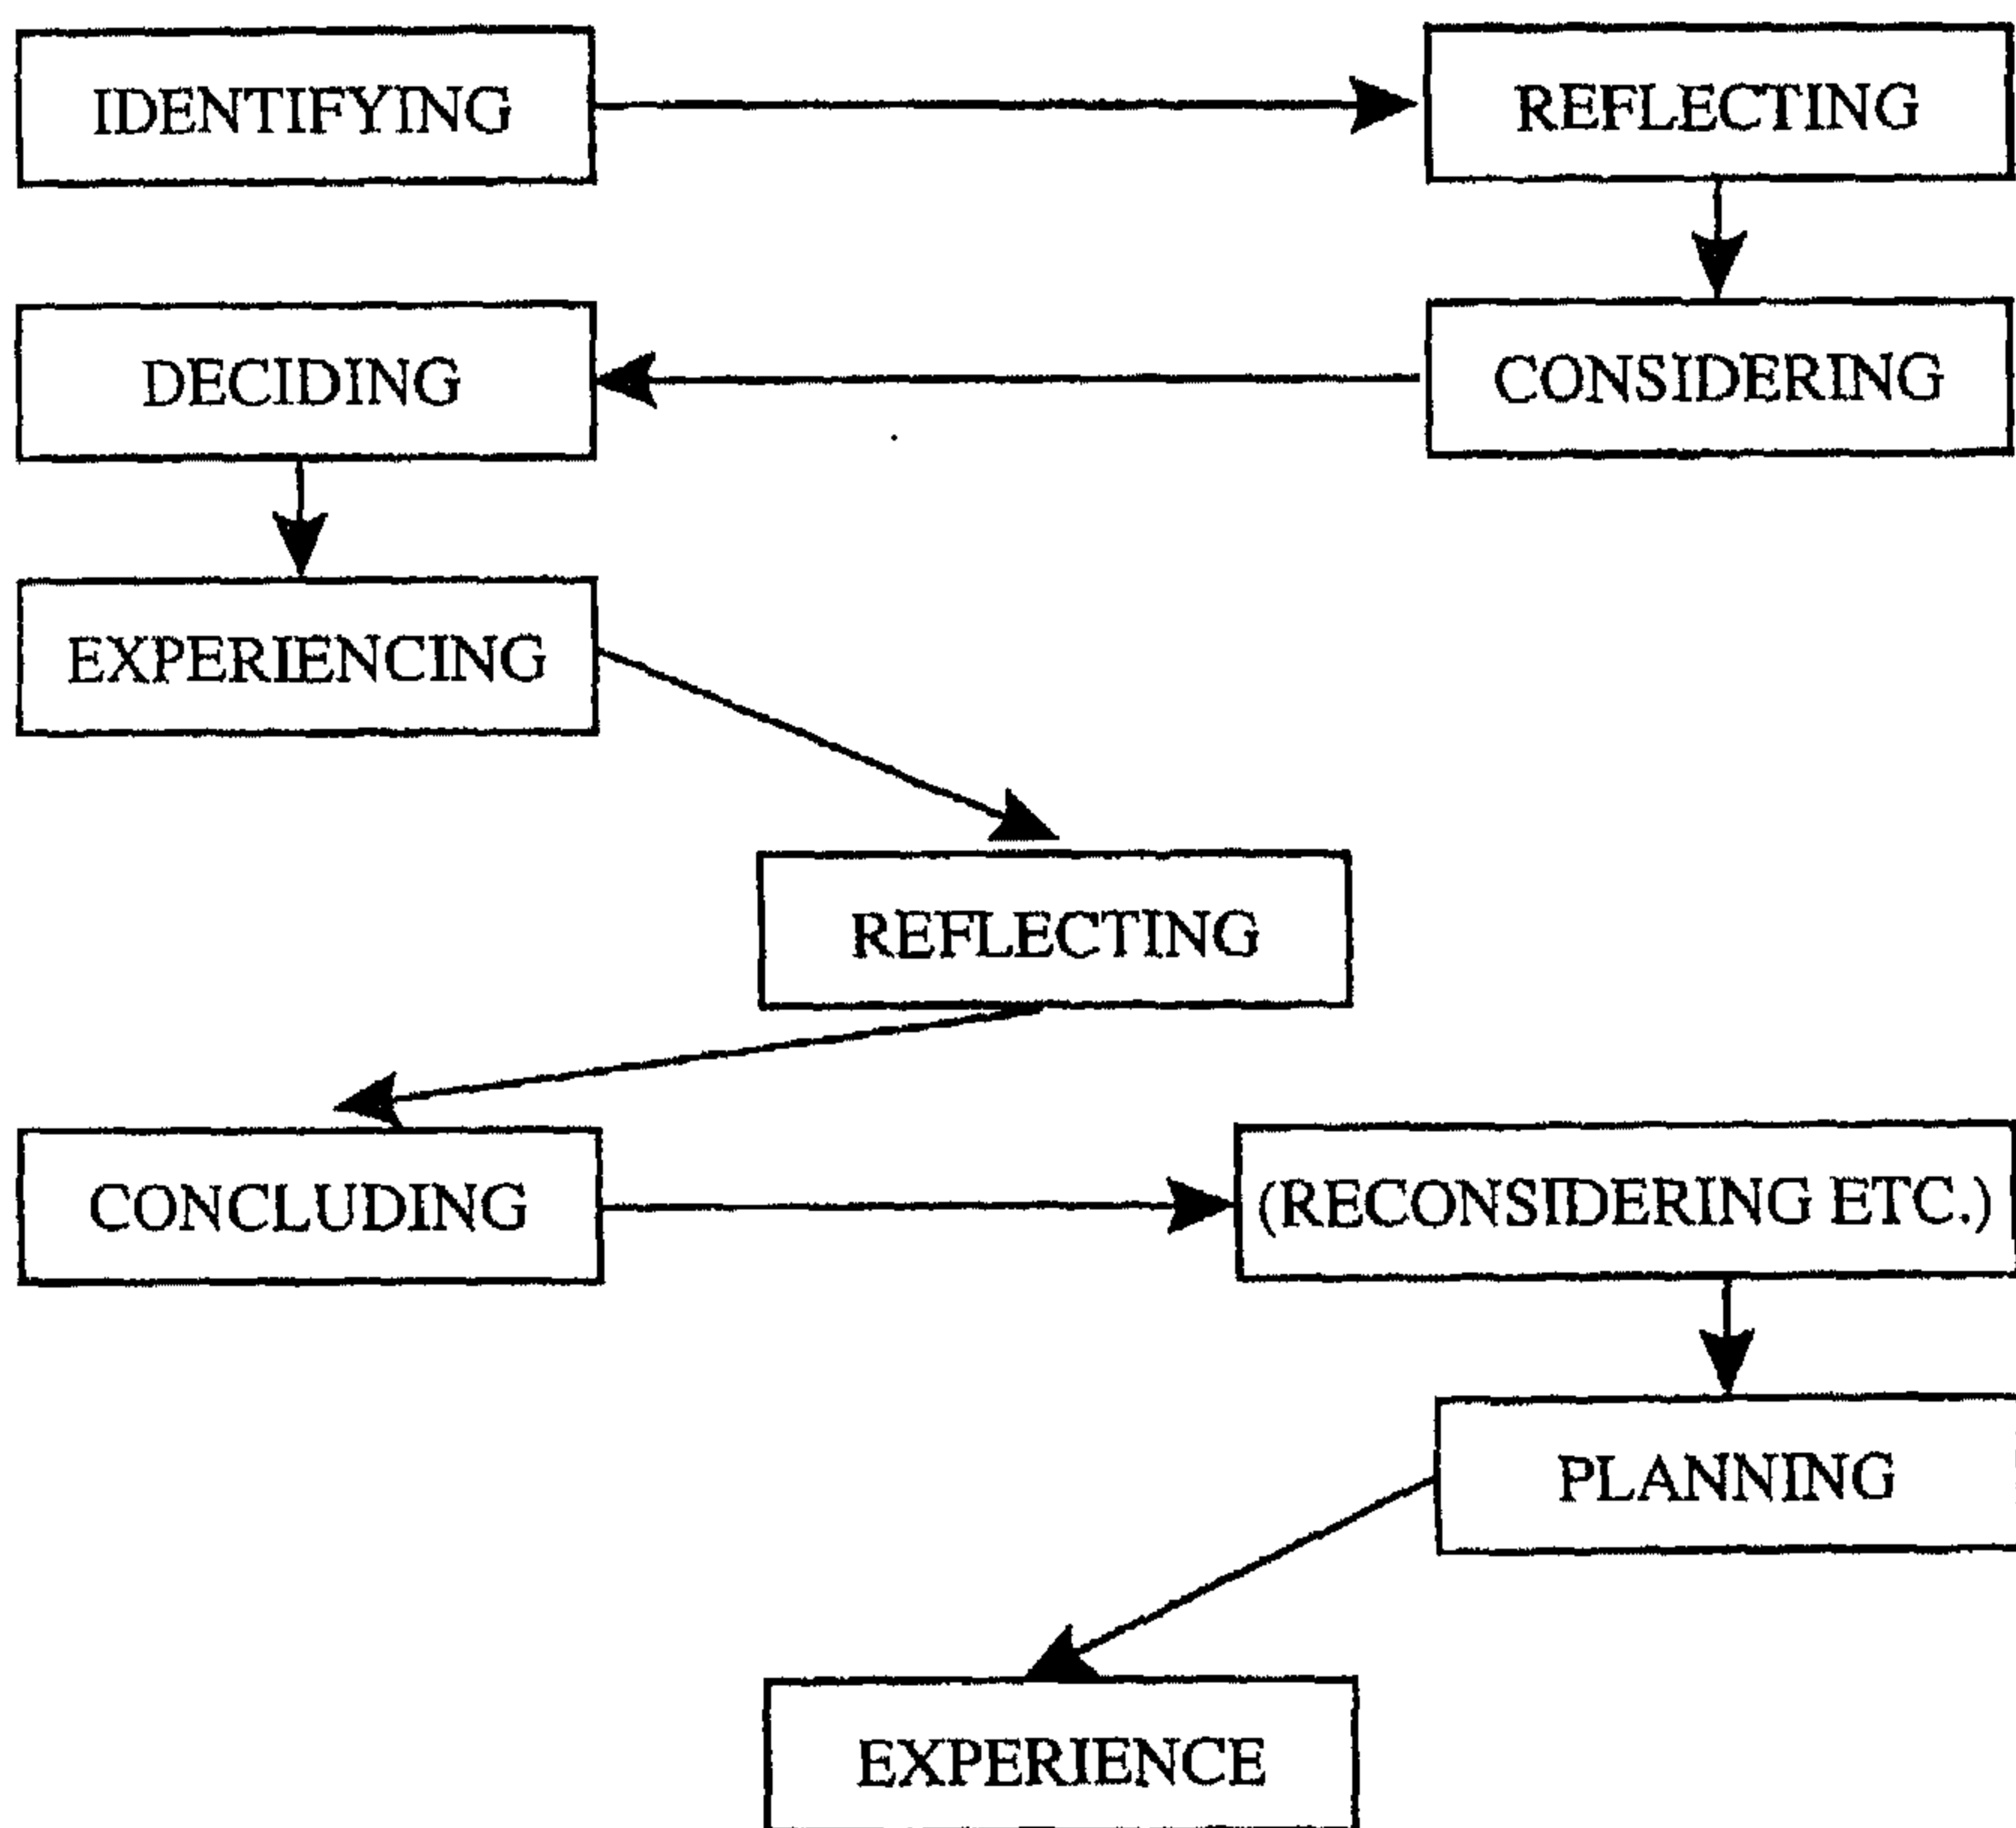 IDENTIFYING
REFLECTING
DECIDING
CONSIDERING
EXPERIENCING
REFLECTING
CONCLUDING
(RECONSIDERING ETC.)
PLANNING
EXPERIENCE